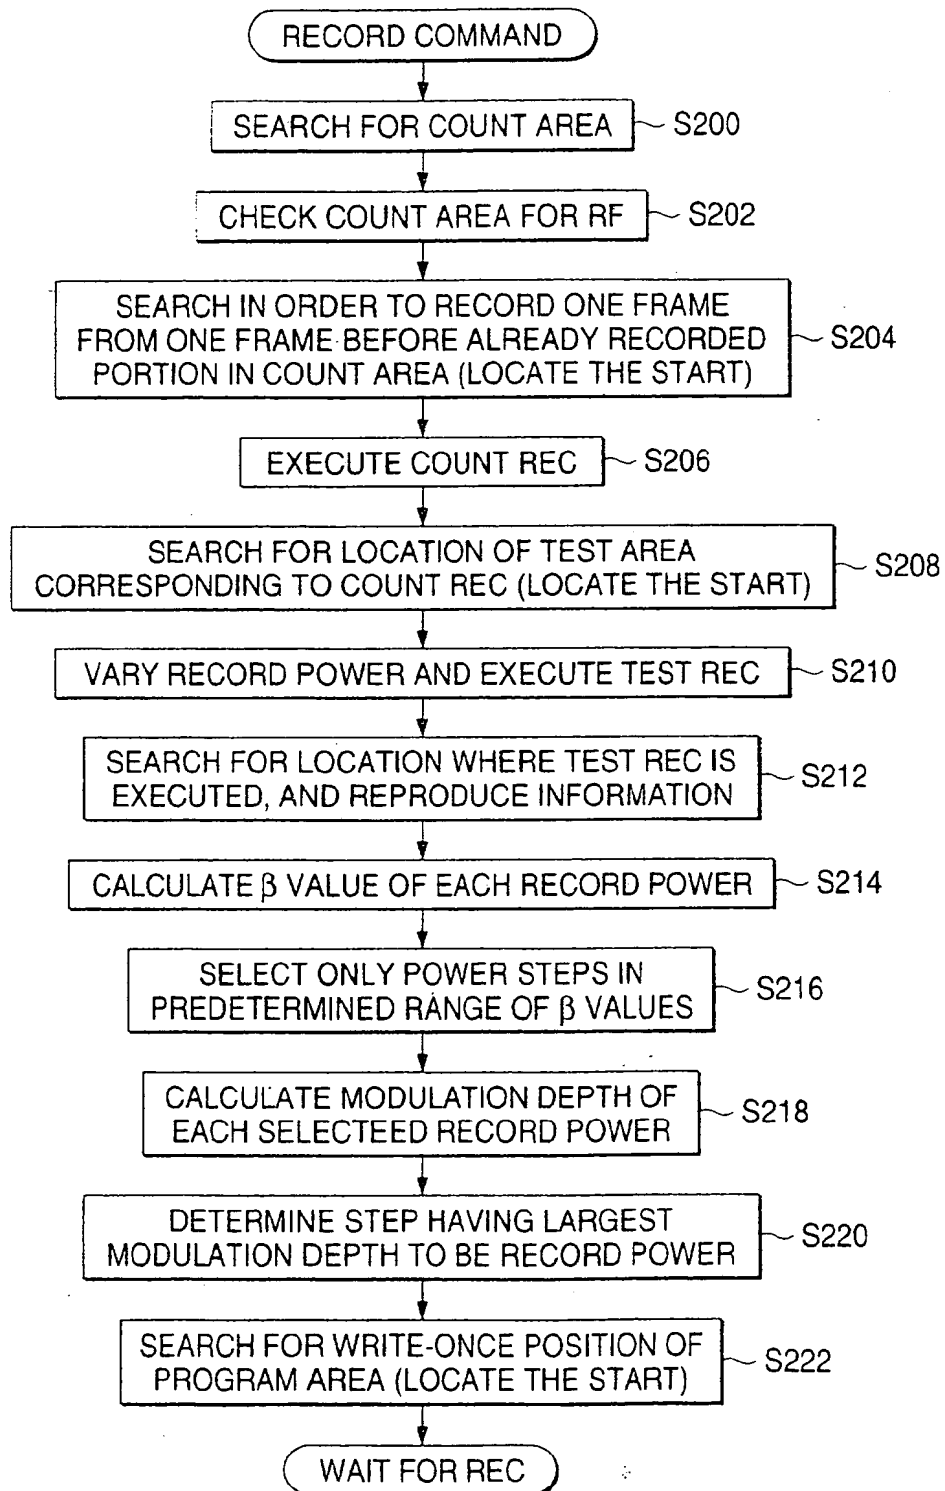 RECORD COMMAND
SEARCH FOR COUNT AREA
S200
CHECK COUNT AREA FOR RF
S202
SEARCH IN ORDER TO RECORD ONE FRAME
FROM ONE FRAME BEFORE ALREADY RECORDED
PORTION IN COUNT AREA (LOCATE THE START)
S204
EXECUTE COUNT REC
S206
SEARCH FOR LOCATION OF TEST AREA
CORRESPONDING TO COUNT REC (LOCATE THE START)
S208
VARY RECORD POWER AND EXECUTE TEST REC
S210
SEARCH FOR LOCATION WHERE TEST REC IS
EXECUTED, AND REPRODUCE INFORMATION
S212
CALCULATE β VALUE OF EACH RECORD POWER
S214
SELECT ONLY POWER STEPS IN
PREDETERMINED RANGE OF β VALUES
S216
CALCULATE MODULATION DEPTH OF
EACH SELECTEED RECORD POWER
S218
DETERMINE STEP HAVING LARGEST
MODULATION DEPTH TO BE RECORD POWER
S220
SEARCH FOR WRITE-ONCE POSITION OF
PROGRAM AREA (LOCATE THE START)
S222
WAIT FOR REC